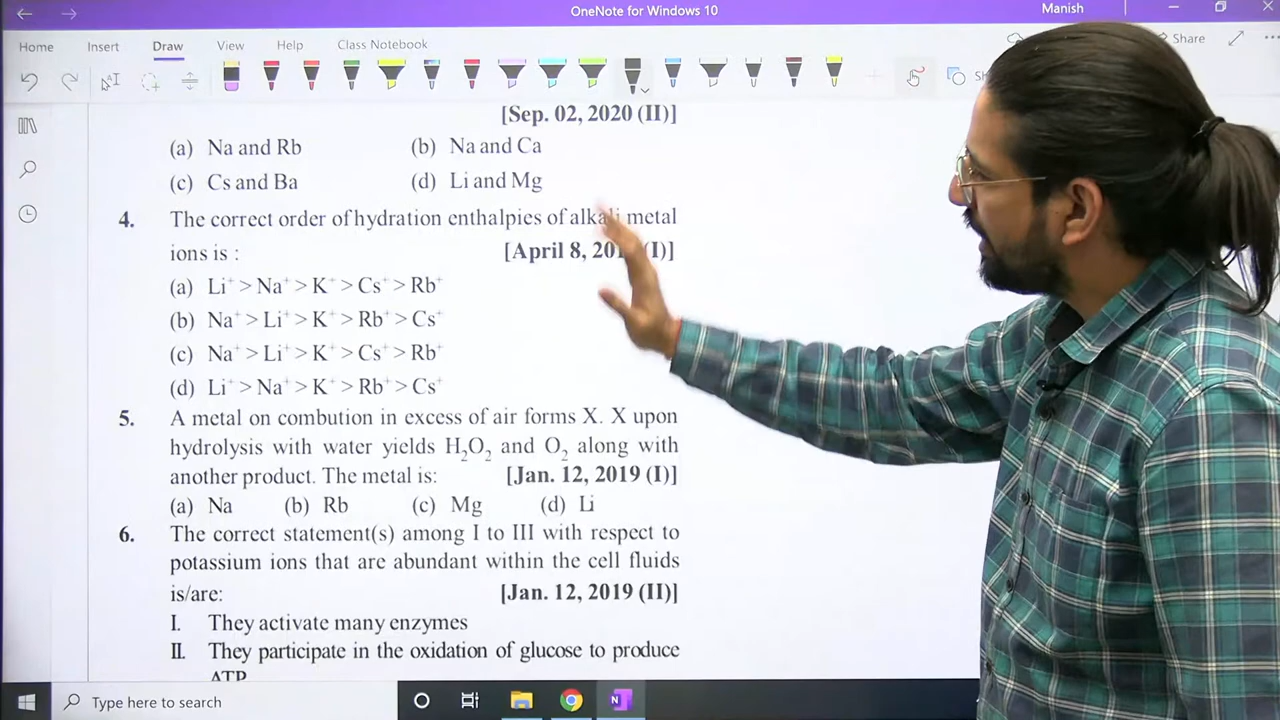 OneNote for Windows 10
Manish
Home Insert Draw View Help Class Notebook
Share
[Sep. 02, 2020 (II)]
(a) Na and Rb (b) Na and Ca
(c) Cs and Ba (d) Li and Mg
4. The correct order of hydration enthalpies of alkali metal
ions is : [April 8, (I)]
(a) Li⁺ > Na⁺ > K⁺ > Cs⁺ > Rb⁺
(b) Na⁺ > Li⁺ > K⁺ > Rb⁺ > Cs⁺
(c) Na⁺ > Li⁺ > K⁺ > Cs⁺ > Rb⁺
(d) Li⁺ > Na⁺ > K⁺ > Rb⁺ > Cs⁺
5. A metal on combution in excess of air forms X. X upon
hydrolysis with water yields H₂O₂ and O₂ along with
another product. The metal is: [Jan. 12, 2019 (I)]
(a) Na (b) Rb (c) Mg (d) Li
6. The correct statement(s) among I to III with respect to
potassium ions that are abundant within the cell fluids
is/are: [Jan. 12, 2019 (II)]
I. They activate many enzymes
II. They participate in the oxidation of glucose to produce
ATP
Type here to search